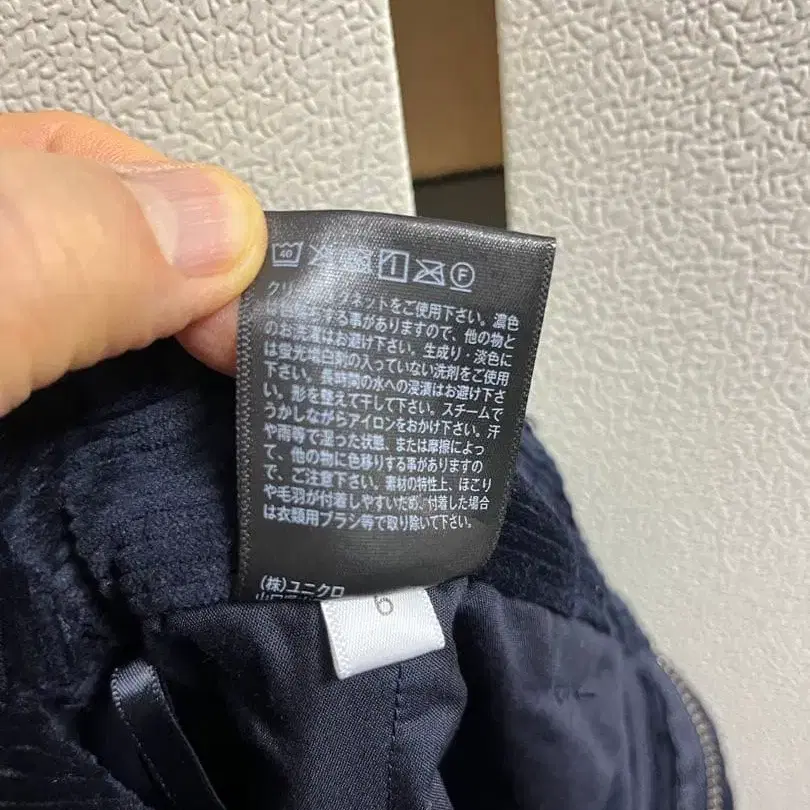 40 F
クリーニングネットをご使用下さい。濃色
は色移りする事がありますので、他の物と
のお洗濯はお避け下さい。生成り・淡色に
は蛍光増白剤の入っていない洗剤をご使用
下さい。長時間の水への浸漬はお避け下さ
い。形を整えて干して下さい。スチームで
うかしながらアイロンをおかけ下さい。汗
や雨等で湿った状態、または摩擦によっ
て、他の物に色移りする事があります
で、ご注意下さい。素材の特性上、ほこり
や毛羽が付着しやすいため、付着した場合
は衣類用ブラシ等で取り除いて下さい。
(株)ユニクロ
6